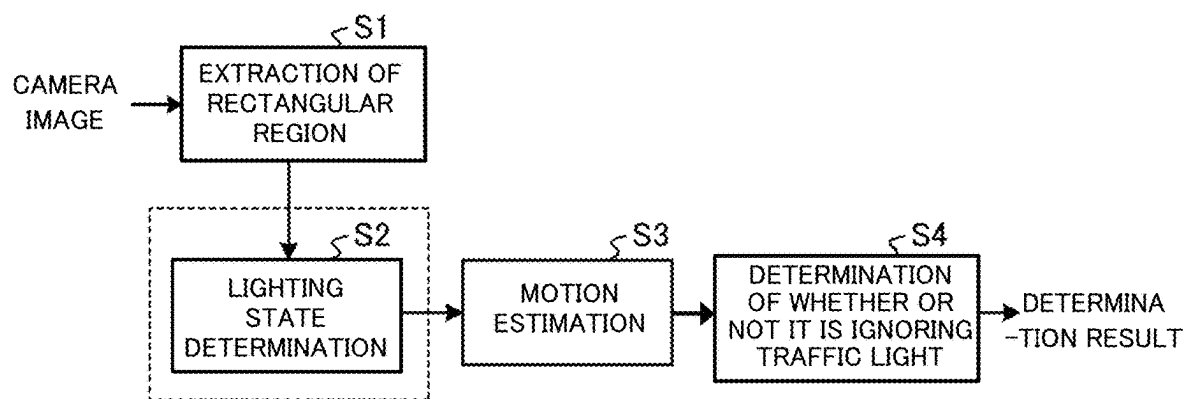 S1
CAMERA
IMAGE
EXTRACTION OF
RECTANGULAR
REGION
S2
LIGHTING
STATE
DETERMINATION
S3
MOTION
ESTIMATION
S4
DETERMINATION
OF WHETHER OR
NOT IT IS IGNORING
TRAFFIC LIGHT
DETERMINA
-TION RESULT